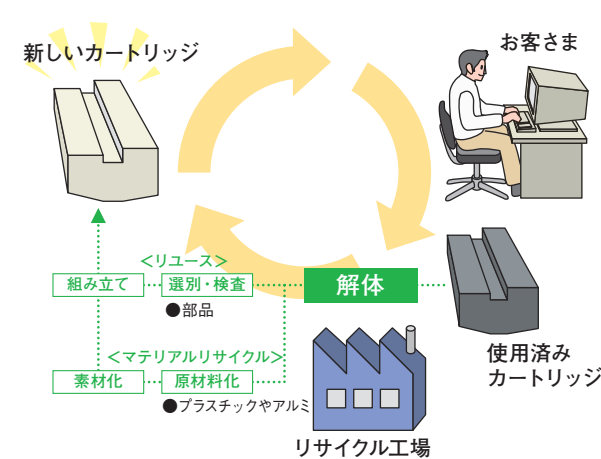 新しいカートリッジ
お客さま
<リユース>
組み立て
選別・検査
解体
●部品
<マテリアルリサイクル>
素材化
原材料化
●プラスチックやアルミ
使用済み
カートリッジ
リサイクル工場